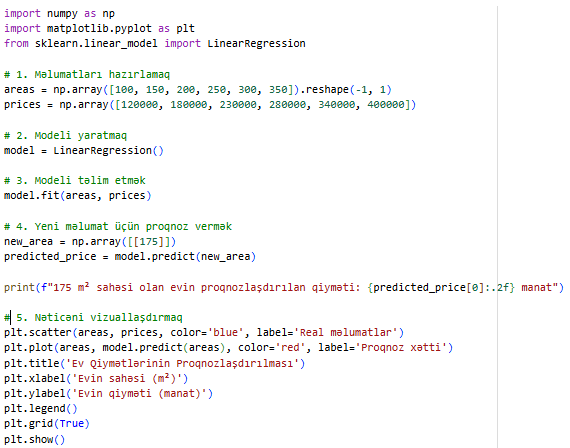 import numpy as np
import matplotlib.pyplot as plt
from sklearn.linear_model import LinearRegression
# 1. Məlumatları hazırlamaq
areas = np.array([100, 150, 200, 250, 300, 350]).reshape(-1, 1)
prices = np.array([120000, 180000, 230000, 280000, 340000, 400000])
# 2. Modeli yaratmaq
model = LinearRegression()
# 3. Modeli təlim etmək
model.fit(areas, prices)
# 4. Yeni məlumat üçün proqnoz vermək
new_area = np.array([[175]])
predicted_price = model.predict(new_area)
print(f"175 m² sahəsi olan evin proqnozlaşdırılan qiyməti: {predicted_price[0]:.2f} manat")
# 5. Nəticəni vizuallaşdırmaq
plt.scatter(areas, prices, color='blue', label='Real məlumatlar')
plt.plot(areas, model.predict(areas), color='red', label='Proqnoz xətti')
plt.title('Ev Qiymətlərinin Proqnozlaşdırılması')
plt.xlabel('Evin sahəsi (m²)')
plt.ylabel('Evin qiyməti (manat)')
plt.legend()
plt.grid(True)
plt.show()